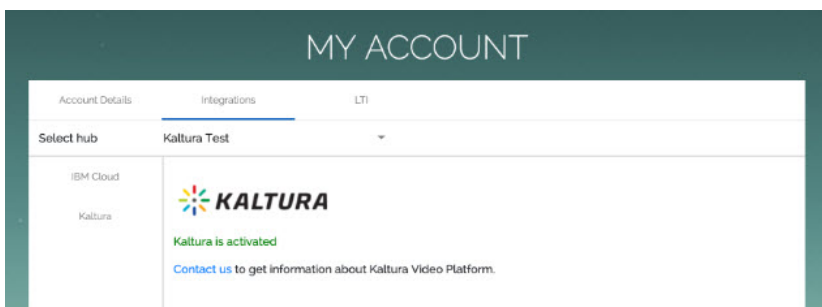 MY ACCOUNT
Account Details Integrations LTI
Select hub Kaltura Test
IBM Cloud
Kaltura
KALTURA
Kaltura is activated
Contact us to get information about Kaltura Video Platform.